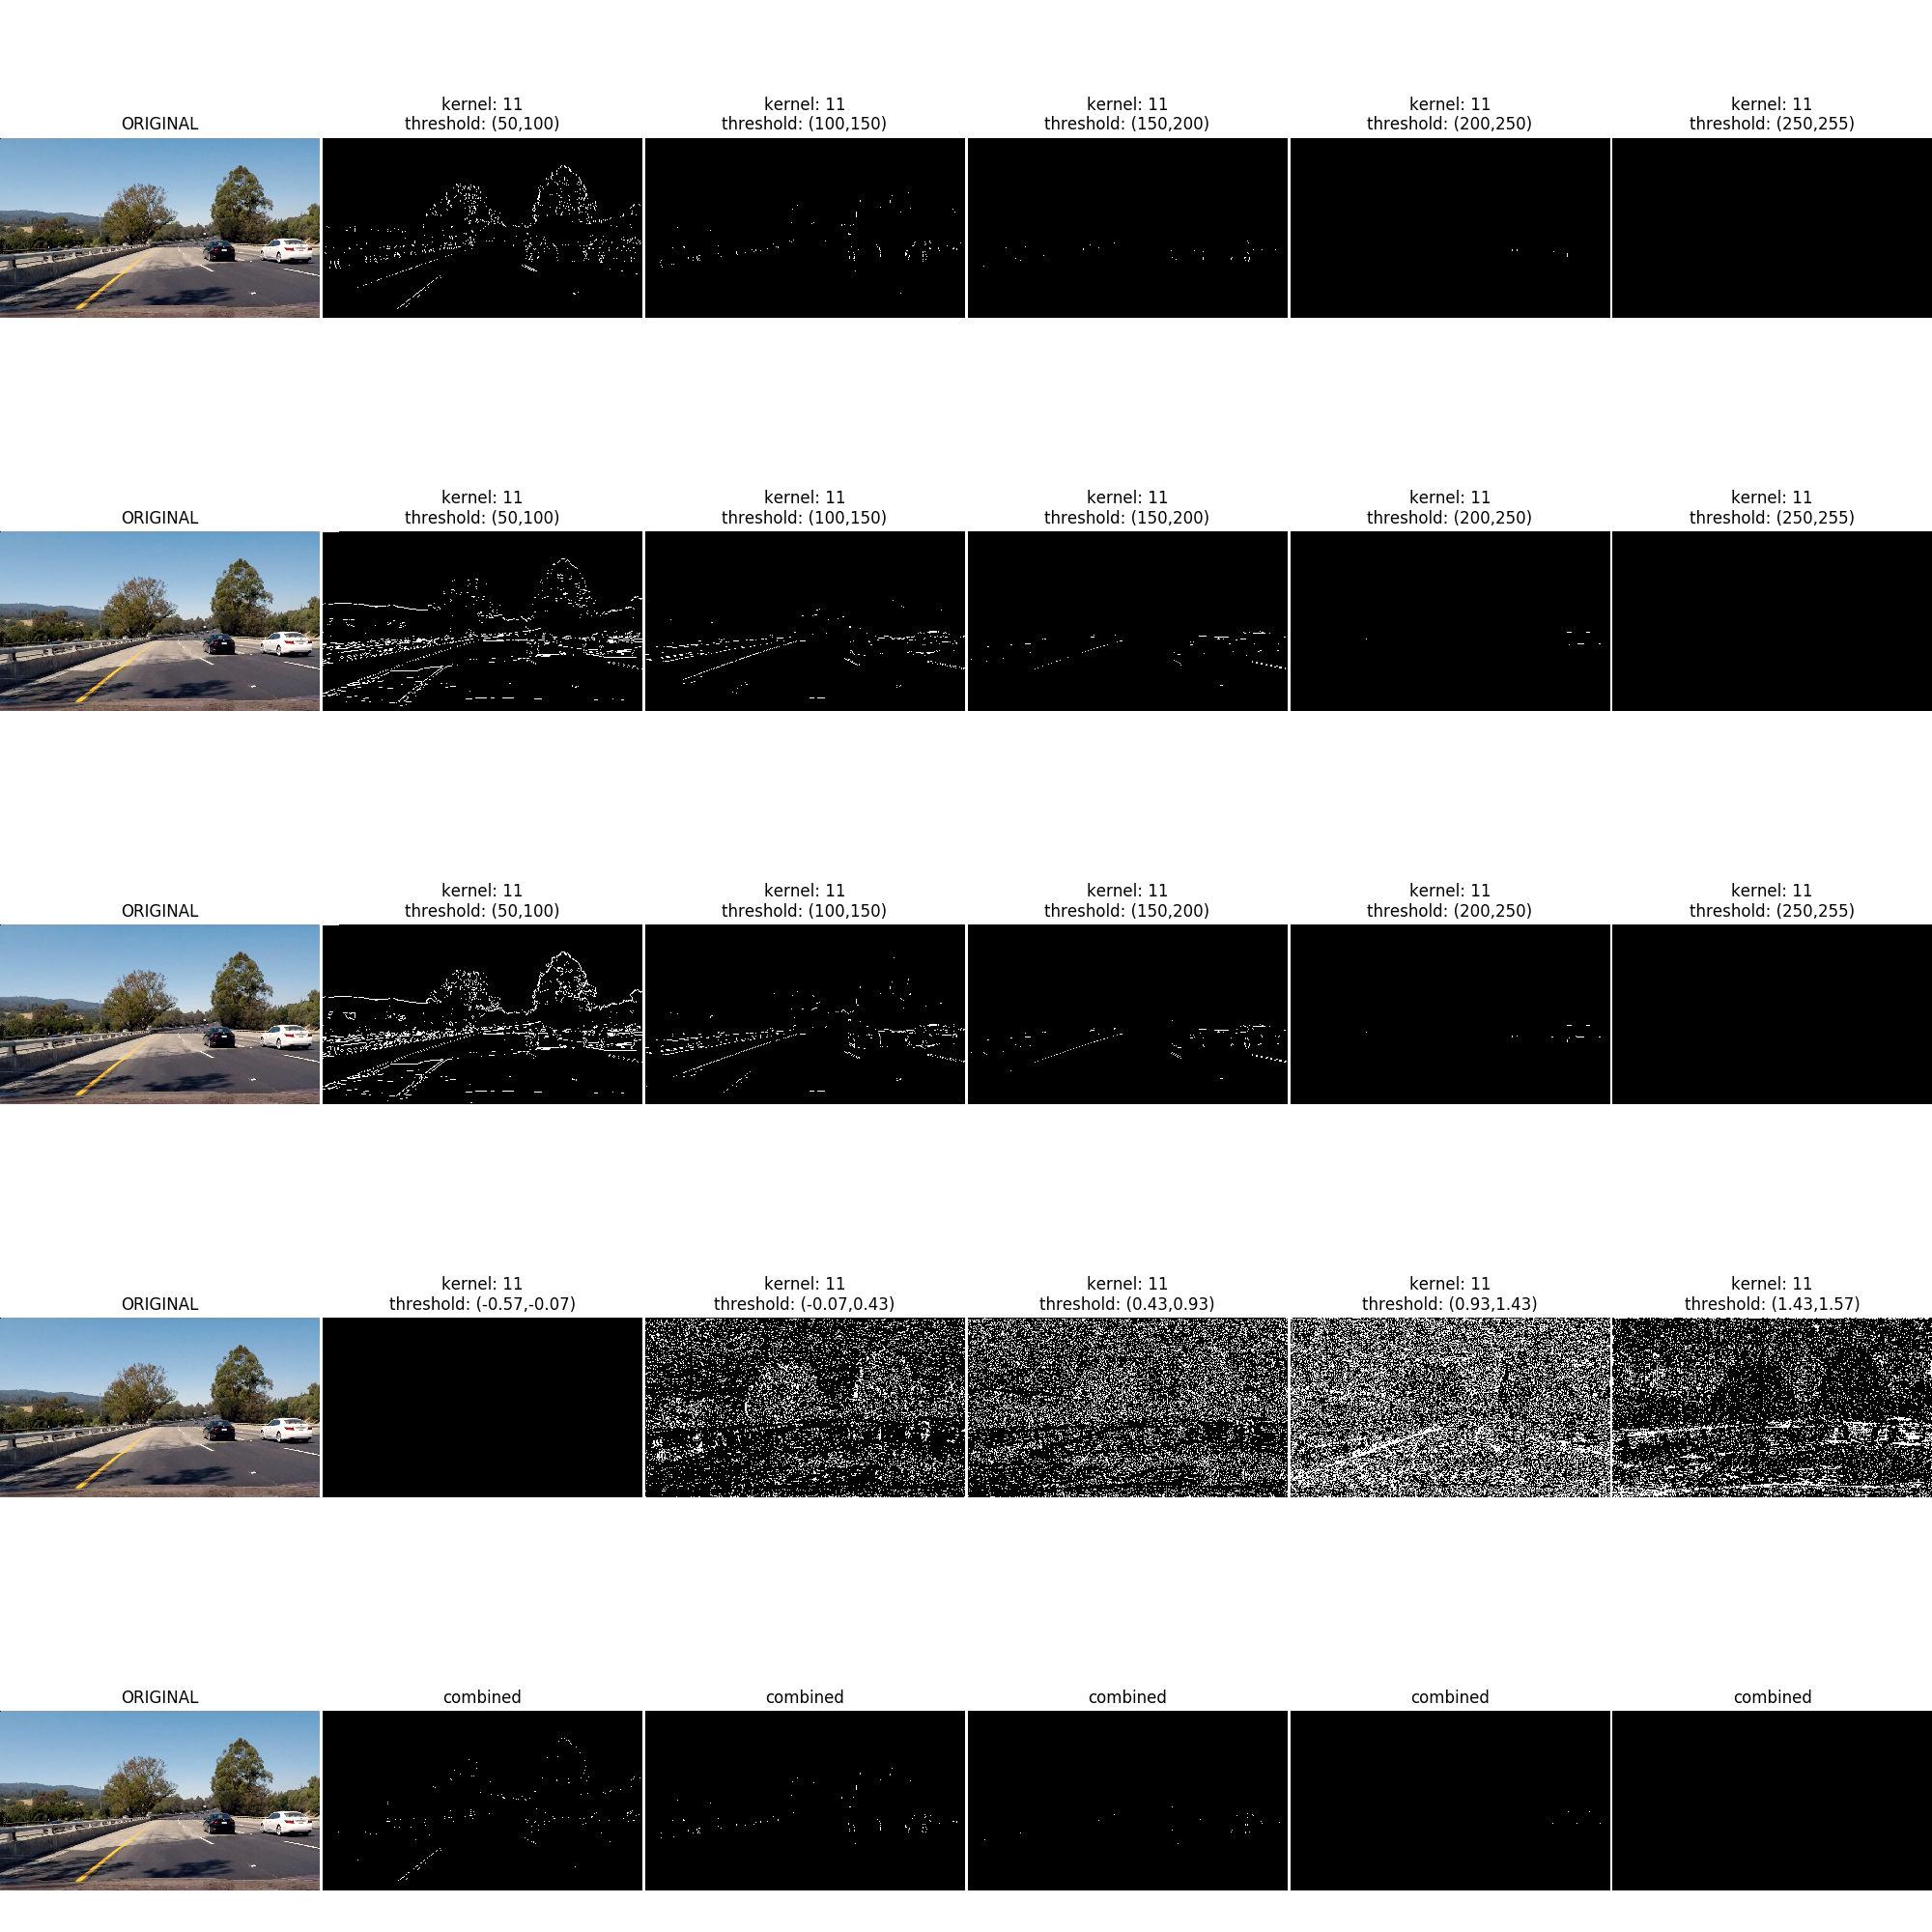 ORIGINAL
kernel: 11
threshold: (50,100)
kernel: 11
threshold: (100,150)
kernel: 11
threshold: (150,200)
kernel: 11
threshold: (200,250)
kernel: 11
threshold: (250,255)
ORIGINAL
kernel: 11
threshold: (50,100)
kernel: 11
threshold: (100,150)
kernel: 11
threshold: (150,200)
kernel: 11
threshold: (200,250)
kernel: 11
threshold: (250,255)
ORIGINAL
kernel: 11
threshold: (50,100)
kernel: 11
threshold: (100,150)
kernel: 11
threshold: (150,200)
kernel: 11
threshold: (200,250)
kernel: 11
threshold: (250,255)
ORIGINAL
kernel: 11
threshold: (-0.57,-0.07)
kernel: 11
threshold: (-0.07,0.43)
kernel: 11
threshold: (0.43,0.93)
kernel: 11
threshold: (0.93,1.43)
kernel: 11
threshold: (1.43,1.57)
ORIGINAL
combined
combined
combined
combined
combined